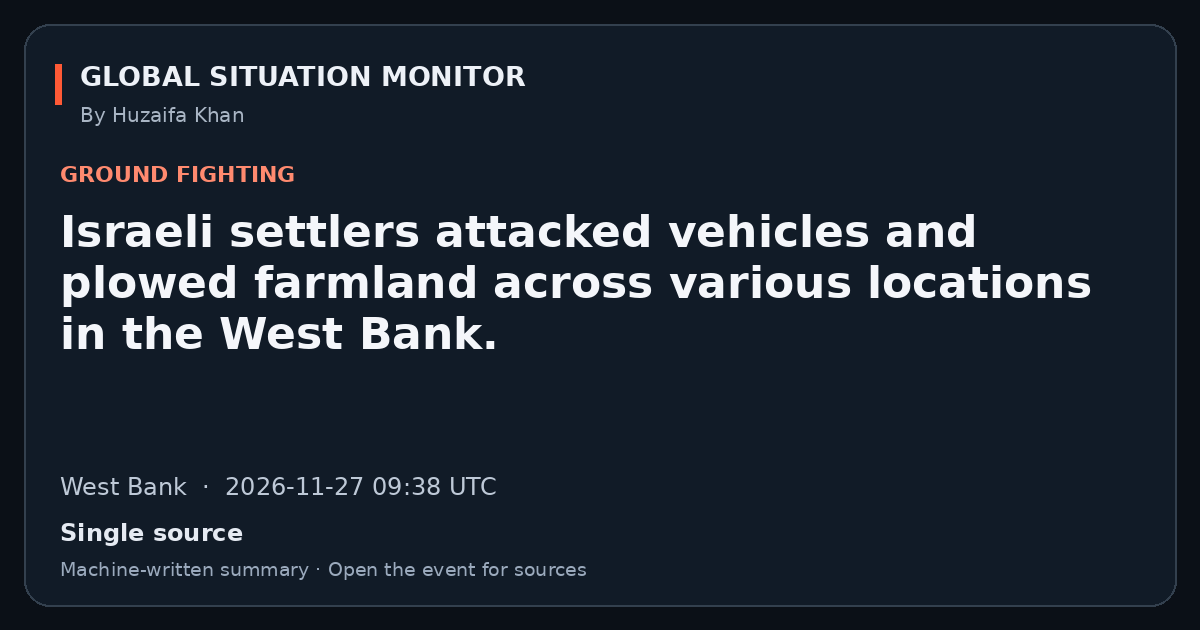 GLOBAL SITUATION MONITOR
By Huzaifa Khan
GROUND FIGHTING
Israeli settlers attacked vehicles and
plowed farmland across various locations
in the West Bank.
West Bank · 2026-11-27 09:38 UTC
Single source
Machine-written summary · Open the event for sources